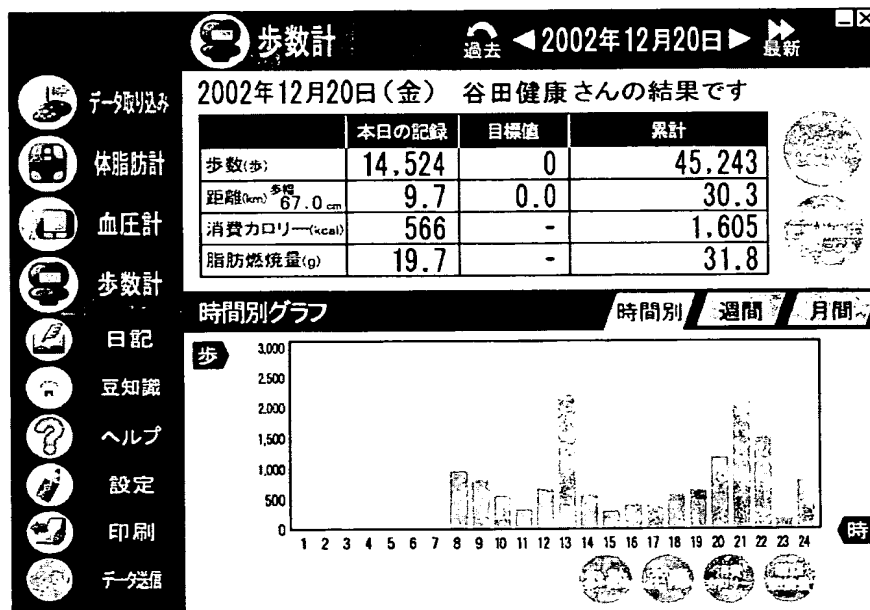 歩数計
過去 ◀2002年12月20日▶ 最新
データ取り込み
体脂肪計
血圧計
歩数計
日記
豆知識
ヘルプ
設定
印刷
データ送信
2002年12月20日(金) 谷田健康さんの結果です
本日の記録 目標値 累計
歩数(歩) 14,524 0 45,243
距離(km) 多幅 67.0cm 9.7 0.0 30.3
消費カロリー(kcal) 566 - 1,605
脂肪燃焼量(g) 19.7 - 31.8
時間別グラフ 時間別 週間 月間
歩
3,000
2.500
2.000
1,500
1,000
500
0
1 2 3 4 5 6 7 8 9 10 11 12 13 14 15 16 17 18 19 20 21 22 23 24
時